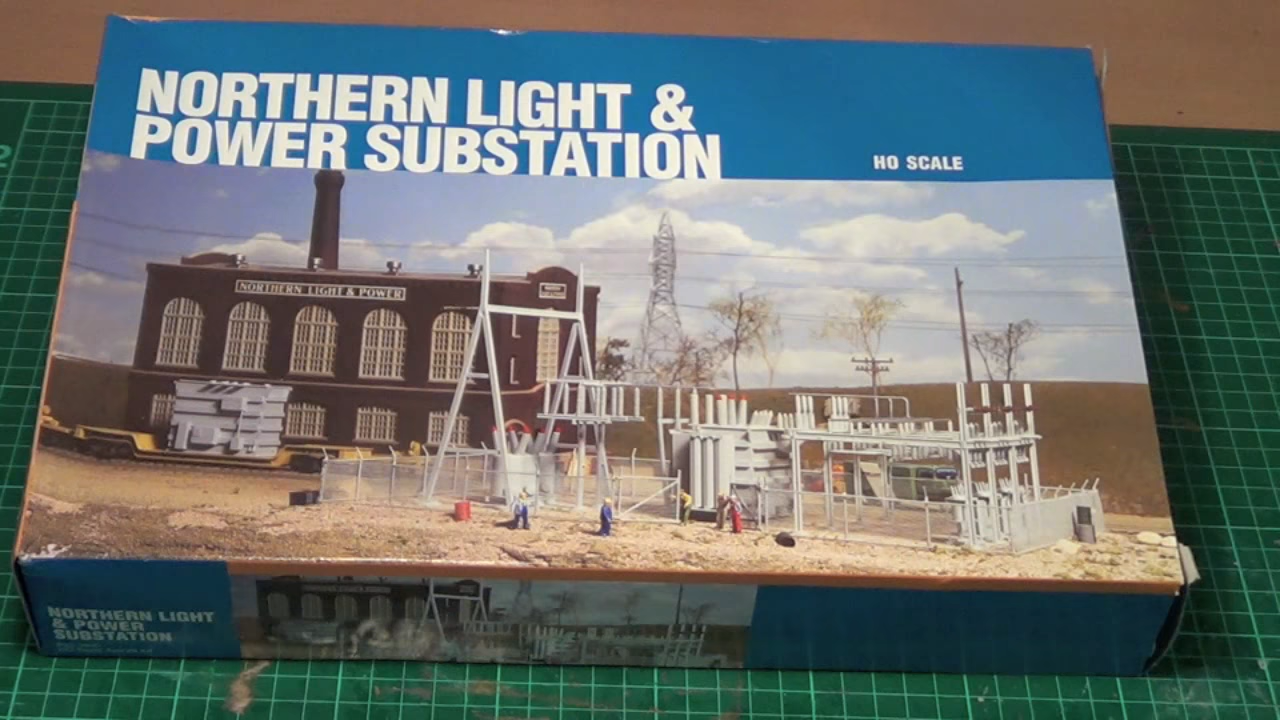 NORTHERN LIGHT &
POWER SUBSTATION
HO SCALE
NORTHERN LIGHT & POWER
NORTHERN LIGHT
& POWER
SUBSTATION